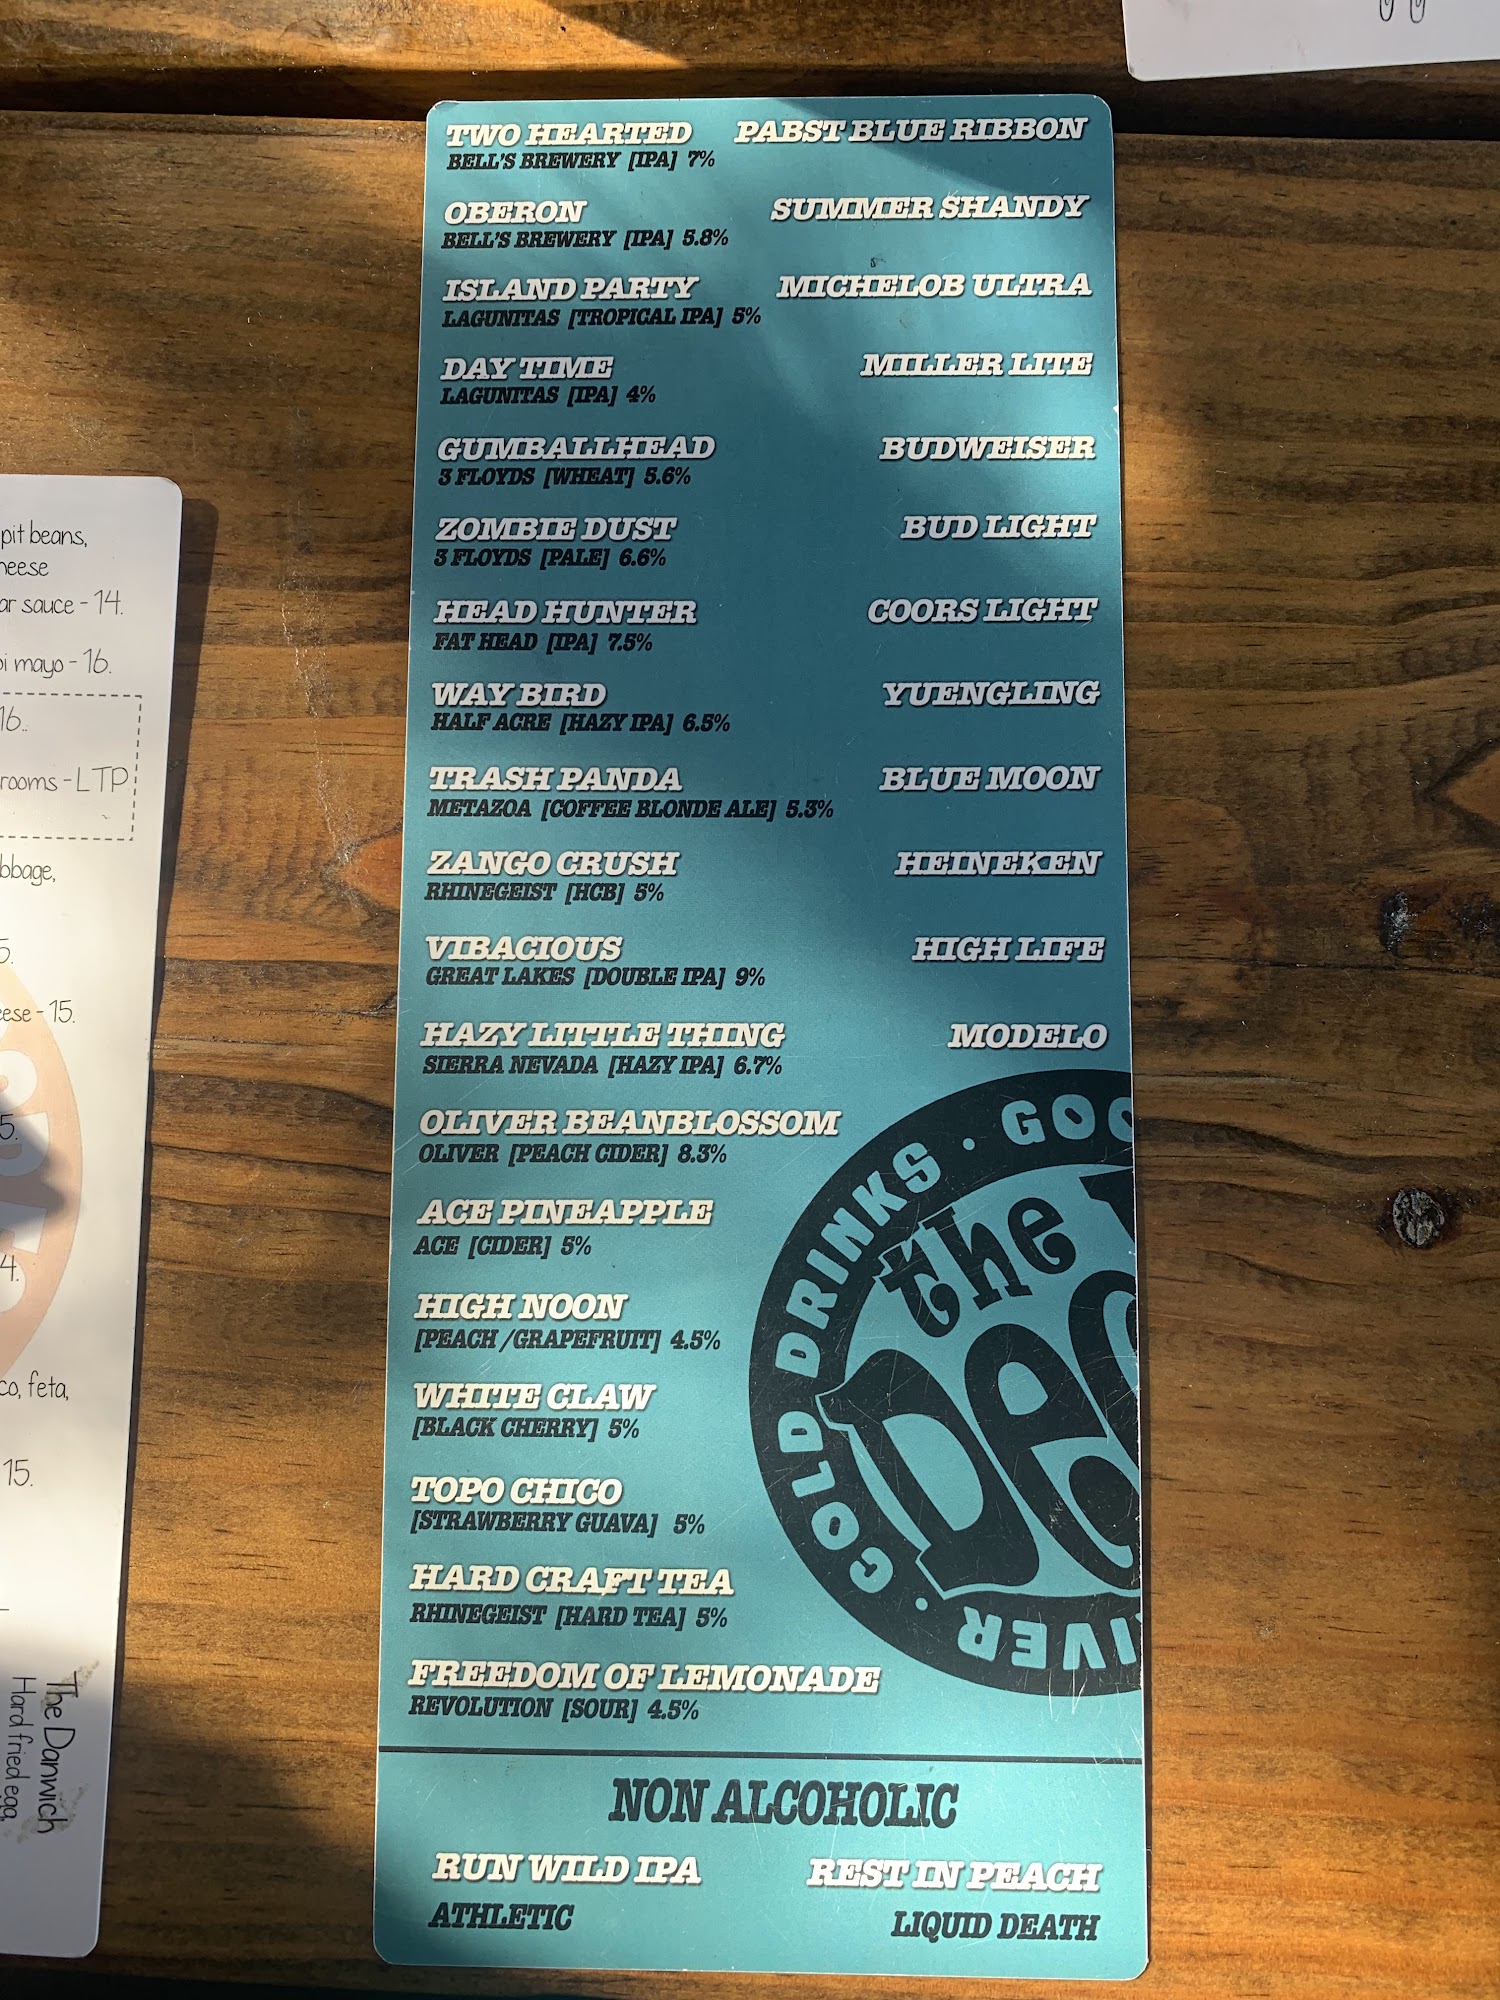 TWO HEARTED
BELL'S BREWERY [IPA] 7%
OBERON
BELL'S BREWERY [IPA] 5.8%
ISLAND PARTY
LAGUNITAS [TROPICAL IPA] 5%
DAY TIME
LAGUNITAS [IPA] 4%
GUMBALLHEAD
3 FLOYDS [WHEAT] 5.6%
ZOMBIE DUST
3 FLOYDS [PALE] 6.6%
HEAD HUNTER
FAT HEAD [IPA] 7.5%
WAY BIRD
HALF ACRE [HAZY IPA] 6.5%
TRASH PANDA
METAZOA [COFFEE BLONDE ALE] 5.3%
ZANGO CRUSH
RHINEGEIST [HCB] 5%
VIBACIOUS
GREAT LAKES [DOUBLE IPA] 9%
HAZY LITTLE THING
SIERRA NEVADA [HAZY IPA] 6.7%
OLIVER BEANBLOSSOM
OLIVER [PEACH CIDER] 8.3%
ACE PINEAPPLE
ACE [CIDER] 5%
HIGH NOON
[PEACH /GRAPEFRUIT] 4.5%
WHITE CLAW
[BLACK CHERRY] 5%
TOPO CHICO
[STRAWBERRY GUAVA] 5%
HARD CRAFT TEA
RHINEGEIST [HARD TEA] 5%
FREEDOM OF LEMONADE
REVOLUTION [SOUR] 4.5%
PABST BLUE RIBBON
SUMMER SHANDY
MICHELOB ULTRA
MILLER LITE
BUDWEISER
BUD LIGHT
COORS LIGHT
YUENGLING
BLUE MOON
HEINEKEN
HIGH LIFE
MODELO
COLD DRINKS · GOO
the
Dec
IVER
NON ALCOHOLIC
RUN WILD IPA
ATHLETIC
REST IN PEACH
LIQUID DEATH
pit beans,
heese
ar sauce - 14.
mayo - 16.
16..
rooms - LTP
bbage,
5.
eese - 15.
5.
4.
co, feta,
15.
The Danwich
Hard fried egg